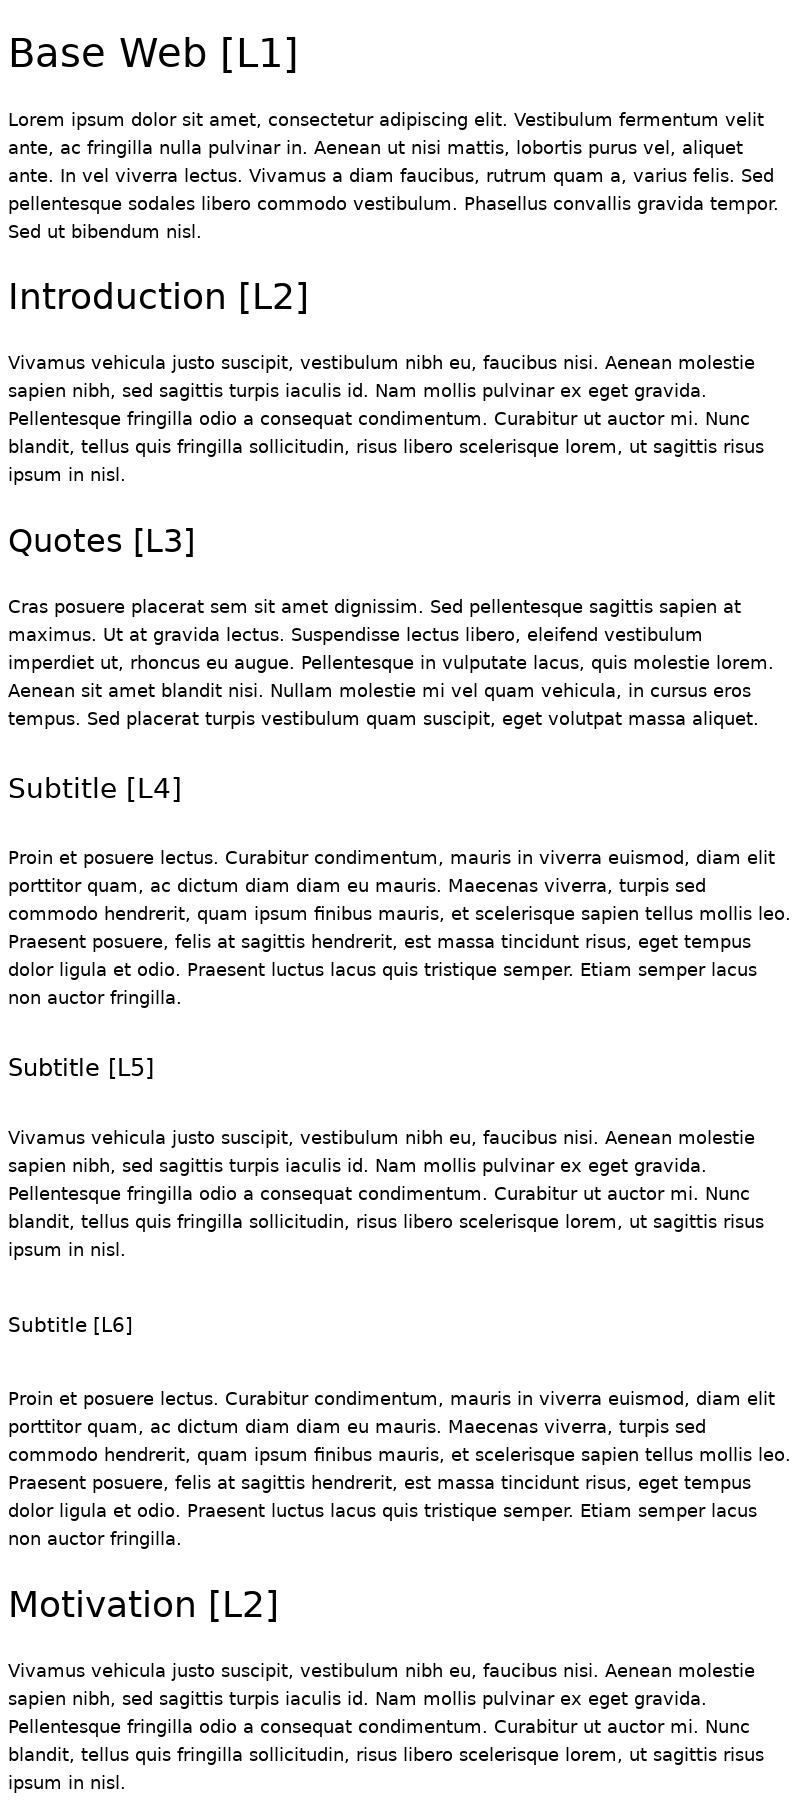 Base Web [L1]
Lorem ipsum dolor sit amet, consectetur adipiscing elit. Vestibulum fermentum velit
ante, ac fringilla nulla pulvinar in. Aenean ut nisi mattis, lobortis purus vel, aliquet
ante. In vel viverra lectus. Vivamus a diam faucibus, rutrum quam a, varius felis. Sed
pellentesque sodales libero commodo vestibulum. Phasellus convallis gravida tempor.
Sed ut bibendum nisl.
Introduction [L2]
Vivamus vehicula justo suscipit, vestibulum nibh eu, faucibus nisi. Aenean molestie
sapien nibh, sed sagittis turpis iaculis id. Nam mollis pulvinar ex eget gravida.
Pellentesque fringilla odio a consequat condimentum. Curabitur ut auctor mi. Nunc
blandit, tellus quis fringilla sollicitudin, risus libero scelerisque lorem, ut sagittis risus
ipsum in nisl.
Quotes [L3]
Cras posuere placerat sem sit amet dignissim. Sed pellentesque sagittis sapien at
maximus. Ut at gravida lectus. Suspendisse lectus libero, eleifend vestibulum
imperdiet ut, rhoncus eu augue. Pellentesque in vulputate lacus, quis molestie lorem.
Aenean sit amet blandit nisi. Nullam molestie mi vel quam vehicula, in cursus eros
tempus. Sed placerat turpis vestibulum quam suscipit, eget volutpat massa aliquet.
Subtitle [L4]
Proin et posuere lectus. Curabitur condimentum, mauris in viverra euismod, diam elit
porttitor quam, ac dictum diam diam eu mauris. Maecenas viverra, turpis sed
commodo hendrerit, quam ipsum finibus mauris, et scelerisque sapien tellus mollis leo.
Praesent posuere, felis at sagittis hendrerit, est massa tincidunt risus, eget tempus
dolor ligula et odio. Praesent luctus lacus quis tristique semper. Etiam semper lacus
non auctor fringilla.
Subtitle [L5]
Vivamus vehicula justo suscipit, vestibulum nibh eu, faucibus nisi. Aenean molestie
sapien nibh, sed sagittis turpis iaculis id. Nam mollis pulvinar ex eget gravida.
Pellentesque fringilla odio a consequat condimentum. Curabitur ut auctor mi. Nunc
blandit, tellus quis fringilla sollicitudin, risus libero scelerisque lorem, ut sagittis risus
ipsum in nisl.
Subtitle [L6]
Proin et posuere lectus. Curabitur condimentum, mauris in viverra euismod, diam elit
porttitor quam, ac dictum diam diam eu mauris. Maecenas viverra, turpis sed
commodo hendrerit, quam ipsum finibus mauris, et scelerisque sapien tellus mollis leo.
Praesent posuere, felis at sagittis hendrerit, est massa tincidunt risus, eget tempus
dolor ligula et odio. Praesent luctus lacus quis tristique semper. Etiam semper lacus
non auctor fringilla.
Motivation [L2]
Vivamus vehicula justo suscipit, vestibulum nibh eu, faucibus nisi. Aenean molestie
sapien nibh, sed sagittis turpis iaculis id. Nam mollis pulvinar ex eget gravida.
Pellentesque fringilla odio a consequat condimentum. Curabitur ut auctor mi. Nunc
blandit, tellus quis fringilla sollicitudin, risus libero scelerisque lorem, ut sagittis risus
ipsum in nisl.